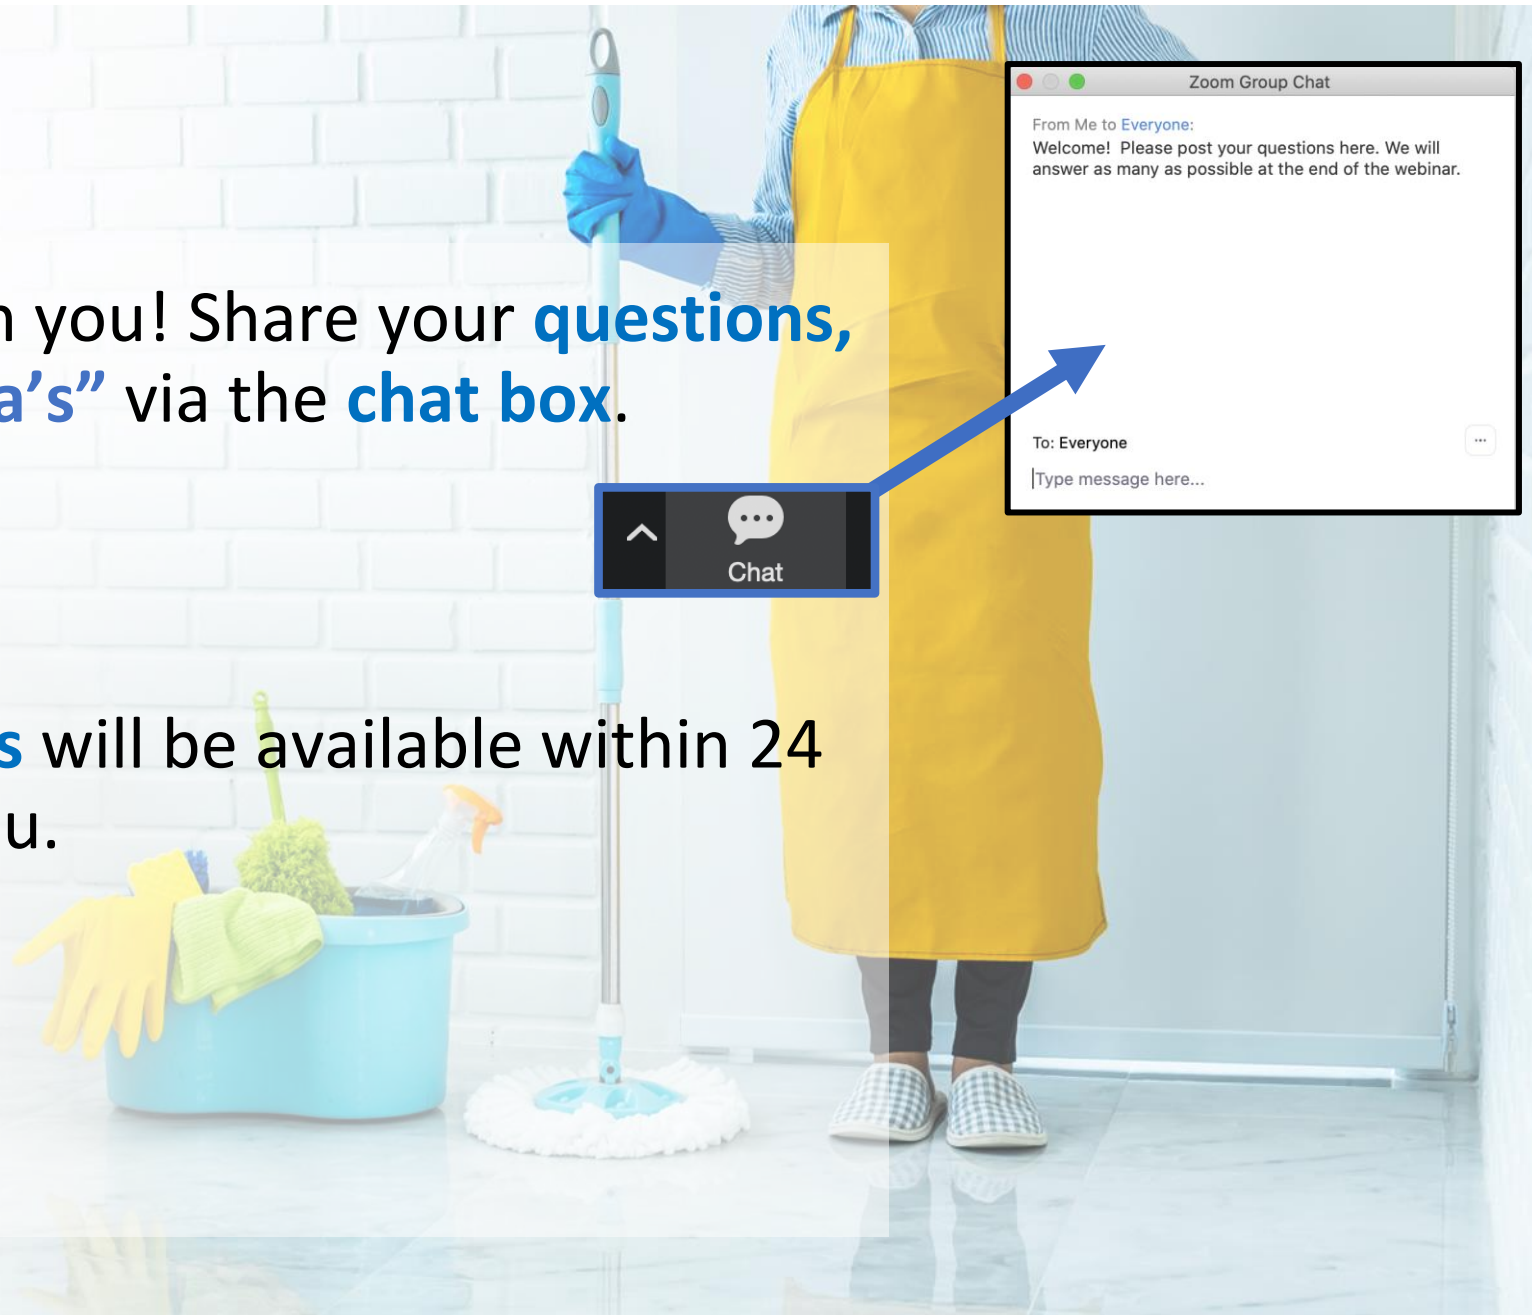 you! Share your questions,
via the chat box.
Chat
will be available within 24
Zoom Group Chat
From Me to Everyone:
Welcome!  Please post your questions here. We will
answer as many as possible at the end of the webinar.
To: Everyone
...
Type message here...